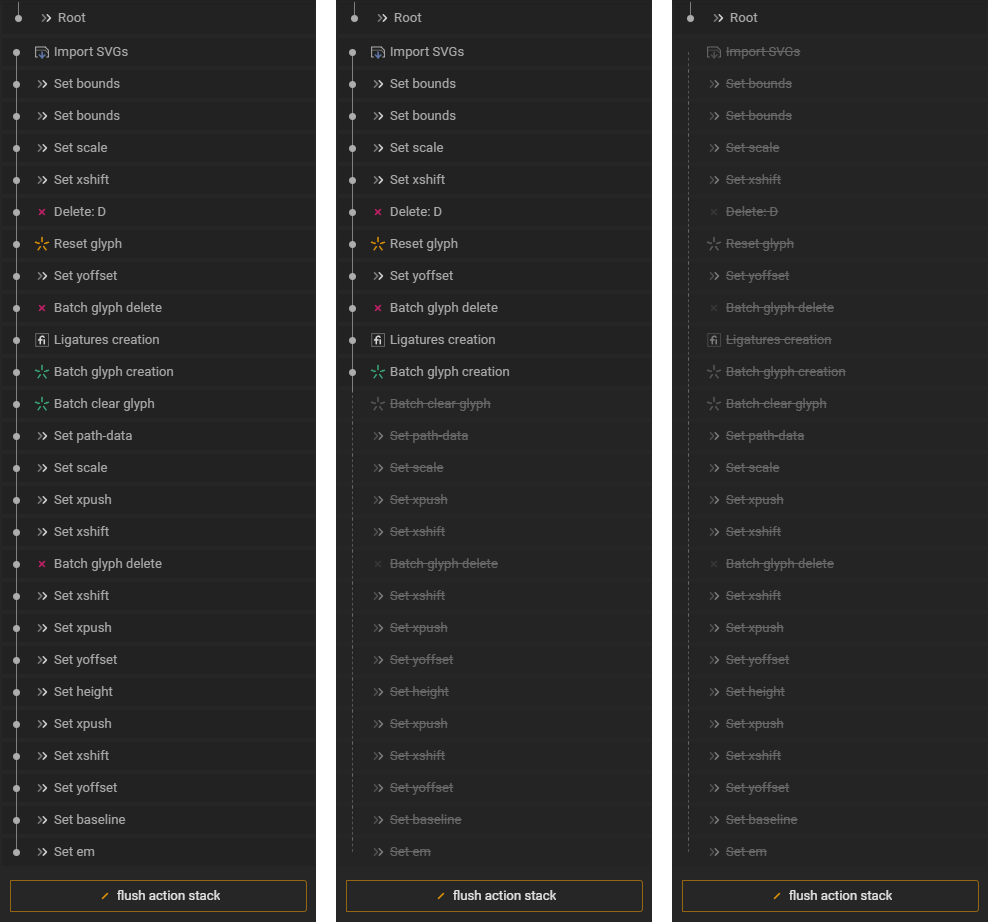 Root
Import SVGs
Set bounds
Set bounds
Set scale
Set xshift
Delete: D
Reset glyph
Set yoffset
Batch glyph delete
fi Ligatures creation
Batch glyph creation
Batch clear glyph
Set path-data
Set scale
Set xpush
Set xshift
Batch glyph delete
Set xshift
Set xpush
Set yoffset
Set height
Set xpush
Set xshift
Set yoffset
Set baseline
Set em
flush action stack
Root
Import SVGs
Set bounds
Set bounds
Set scale
Set xshift
Delete: D
Reset glyph
Set yoffset
Batch glyph delete
fi Ligatures creation
Batch glyph creation
Batch clear glyph
Set path-data
Set scale
Set xpush
Set xshift
Batch glyph delete
Set xshift
Set xpush
Set yoffset
Set height
Set xpush
Set xshift
Set yoffset
Set baseline
Set em
flush action stack
Root
Import SVGs
Set bounds
Set bounds
Set scale
Set xshift
Delete: D
Reset glyph
Set yoffset
Batch glyph delete
fi Ligatures creation
Batch glyph creation
Batch clear glyph
Set path-data
Set scale
Set xpush
Set xshift
Batch glyph delete
Set xshift
Set xpush
Set yoffset
Set height
Set xpush
Set xshift
Set yoffset
Set baseline
Set em
flush action stack